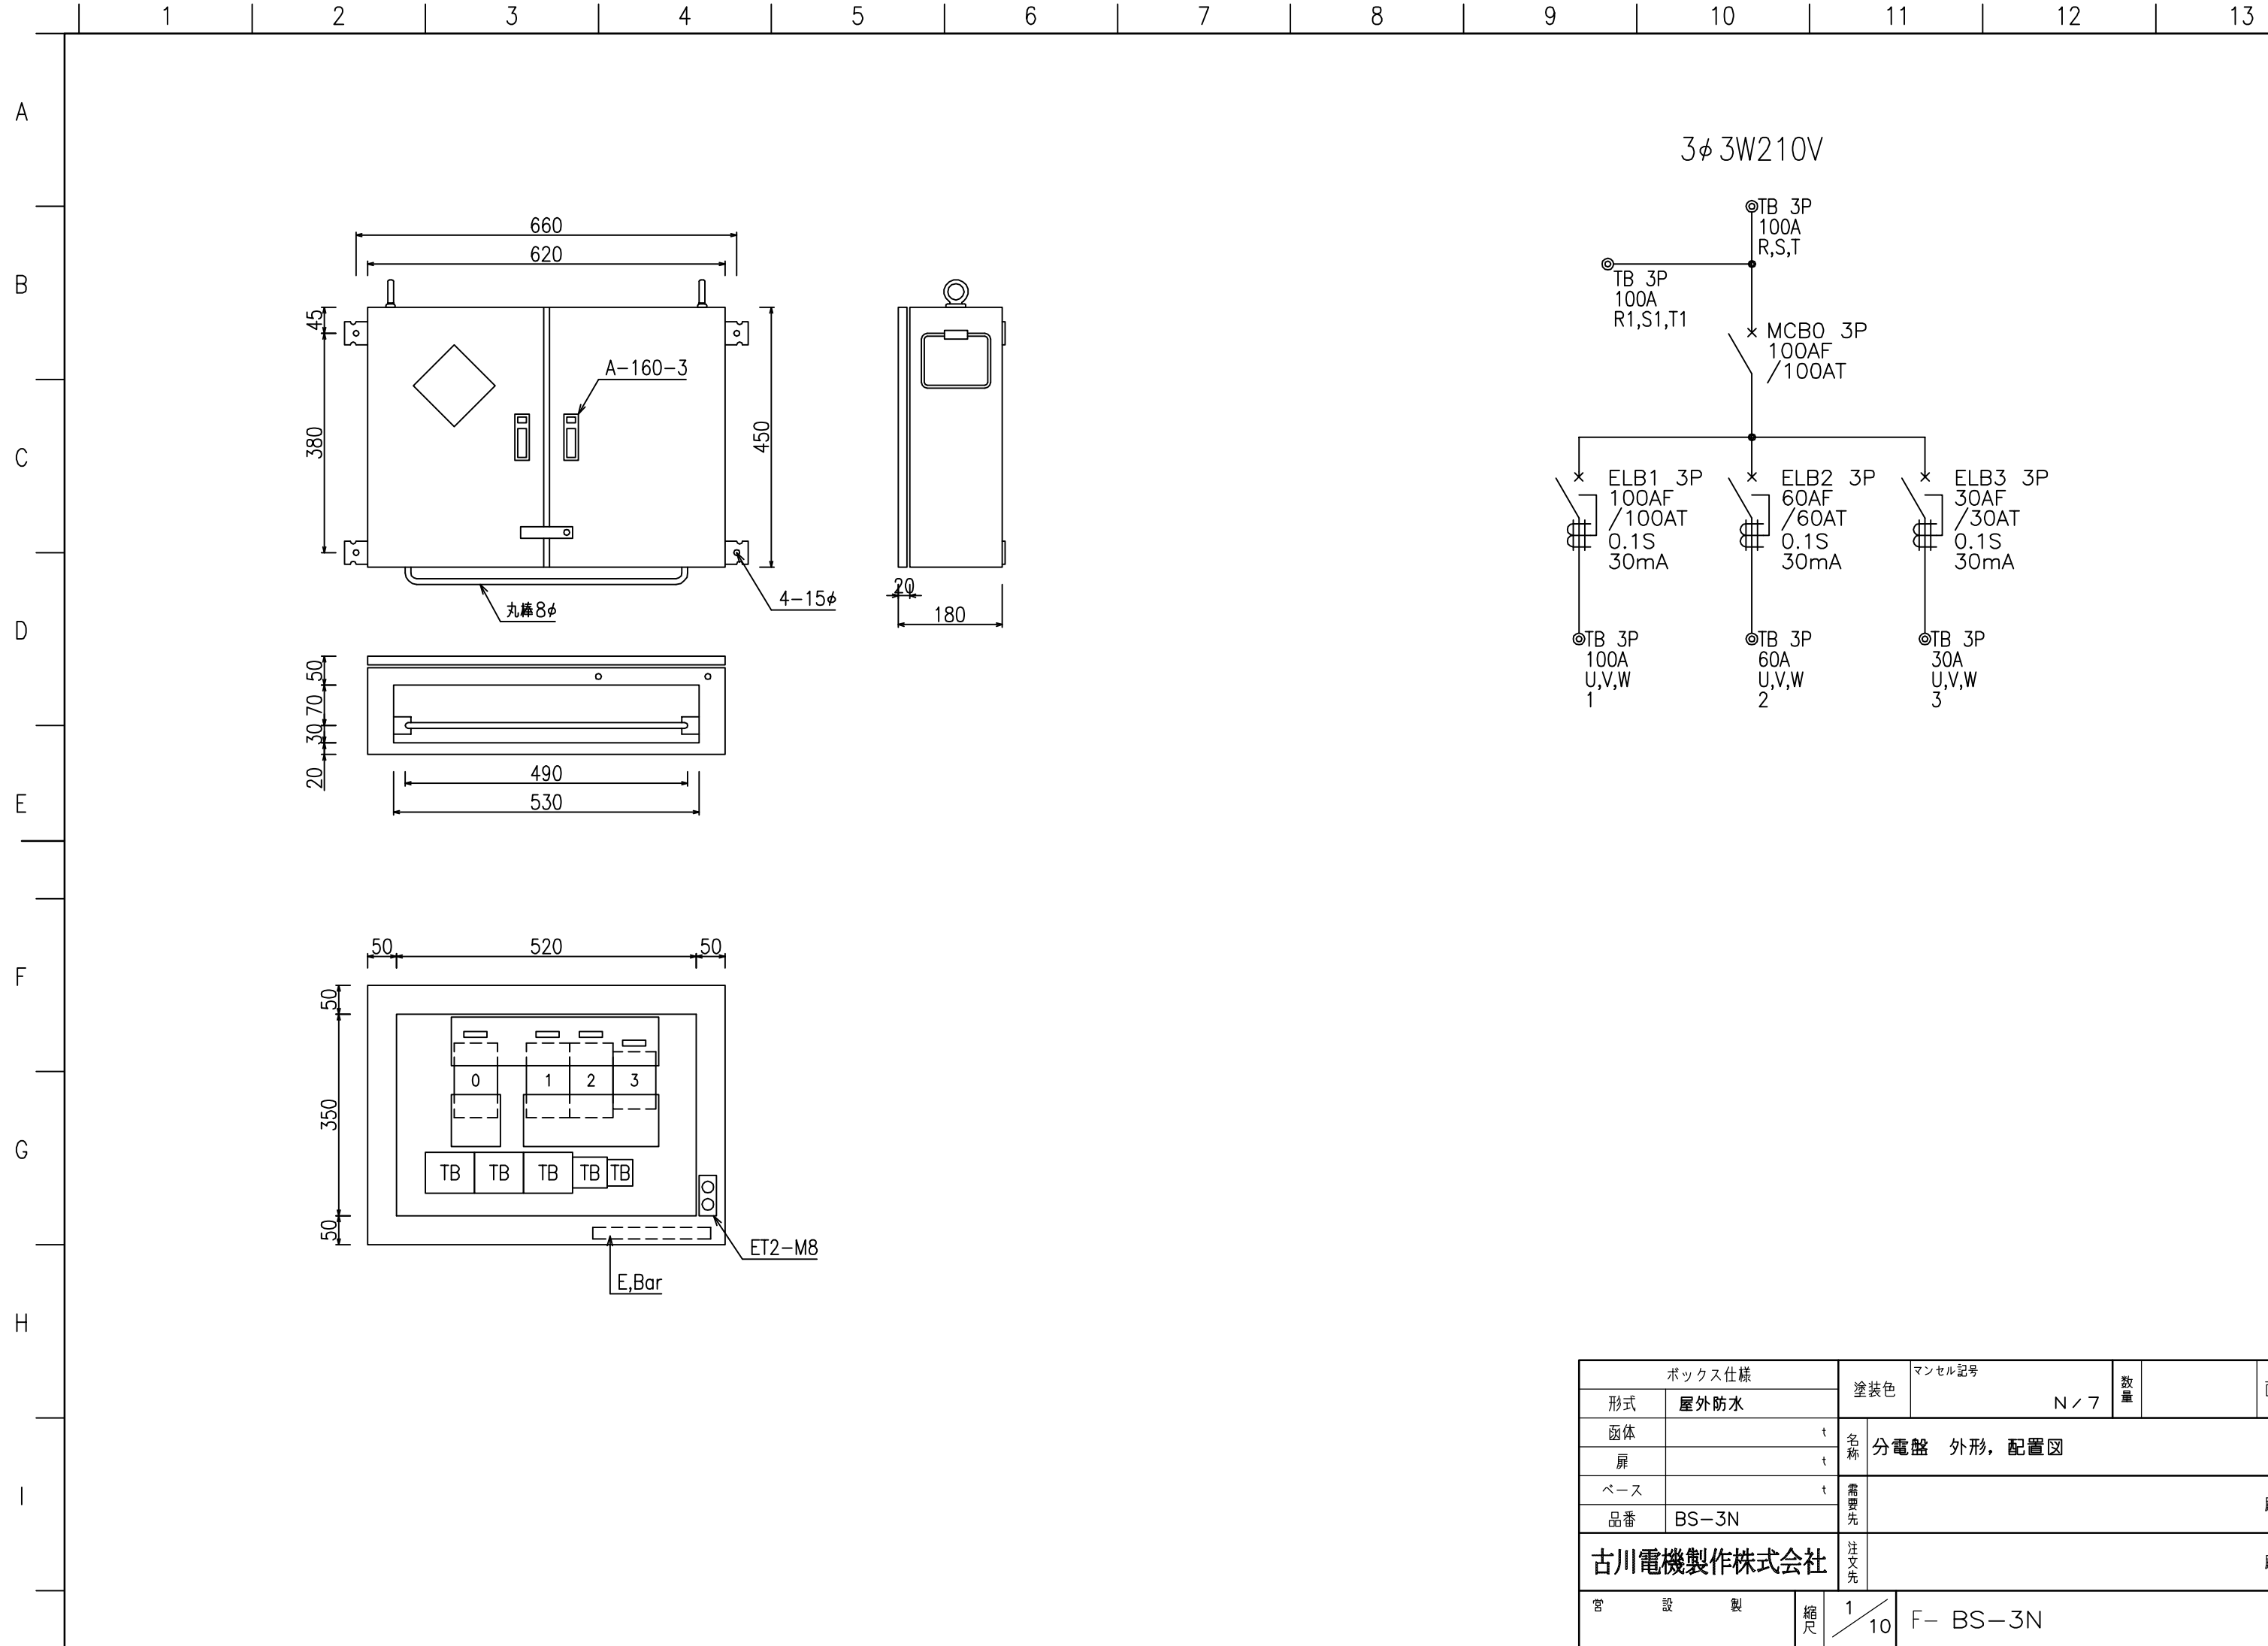 1 2 3 4 5 6 7 8 9 10 11 12 13
A
B
C
D
E
F
G
H
I
660
620
45
380
450
A-160-3
丸棒8φ
4-15φ
20
180
50
70
30
20
490
530
50 520 50
50
350
50
0 1 2 3
TB TB TB TB TB
ET2-M8
E,Bar
3φ3W210V
TB 3P
100A
R,S,T
TB 3P
100A
R1,S1,T1
MCB0 3P
100AF
/100AT
ELB1 3P
100AF
/100AT
0.1S
30mA
ELB2 3P
60AF
/60AT
0.1S
30mA
ELB3 3P
30AF
/30AT
0.1S
30mA
TB 3P
100A
U,V,W
1
TB 3P
60A
U,V,W
2
TB 3P
30A
U,V,W
3
ボックス仕様
形式 屋外防水
函体 t
扉 t
ベース t
品番 BS-3N
古川電機製作株式会社
営 設 製
縮尺 1/10
塗装色 マンセル記号 N/7
数量
名称 分電盤 外形，配置図
需要先
注文先
F- BS-3N